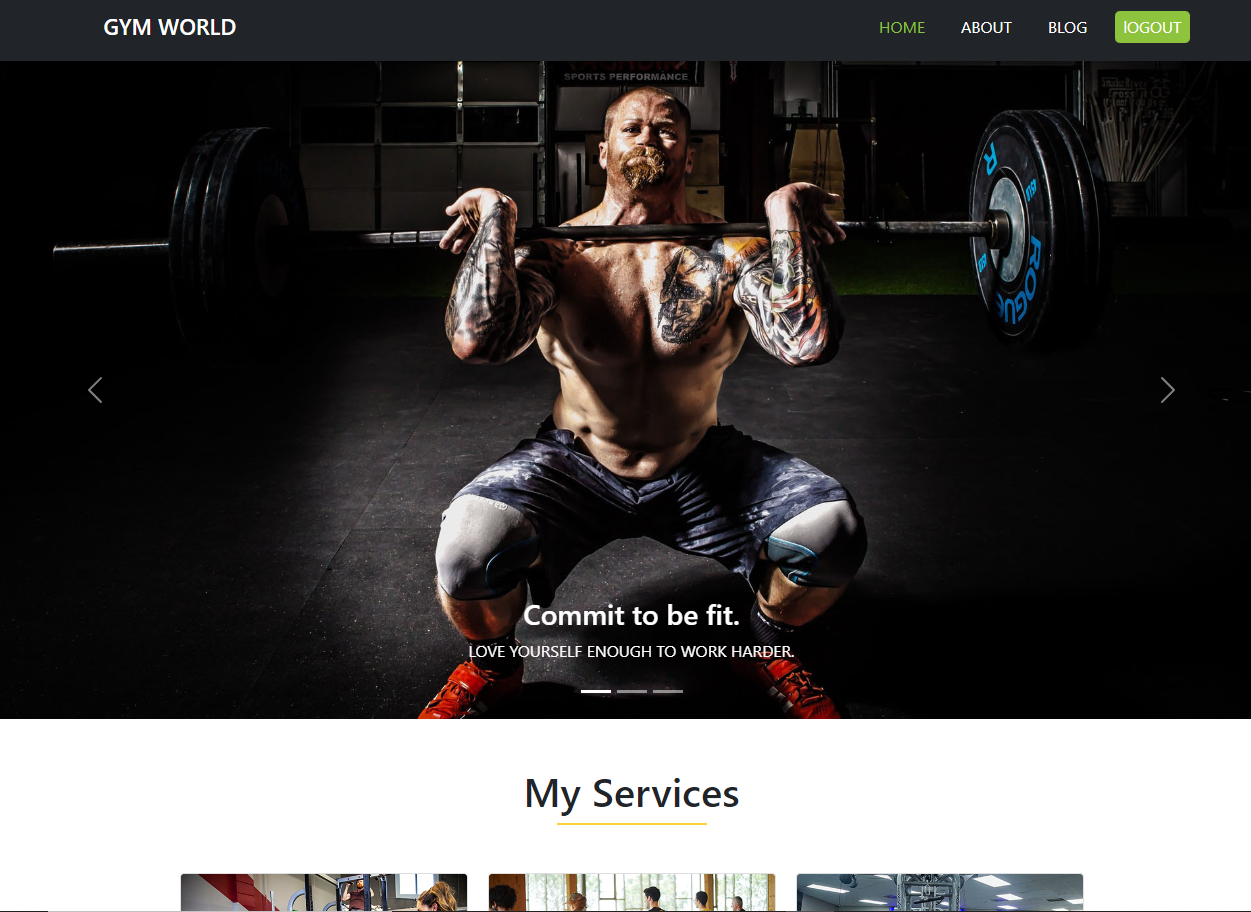 GYM WORLD
HOME
ABOUT
BLOG
lOGOUT
SPORTS PERFORMANCE
R
ROGUE
Commit to be fit.
LOVE YOURSELF ENOUGH TO WORK HARDER.
My Services